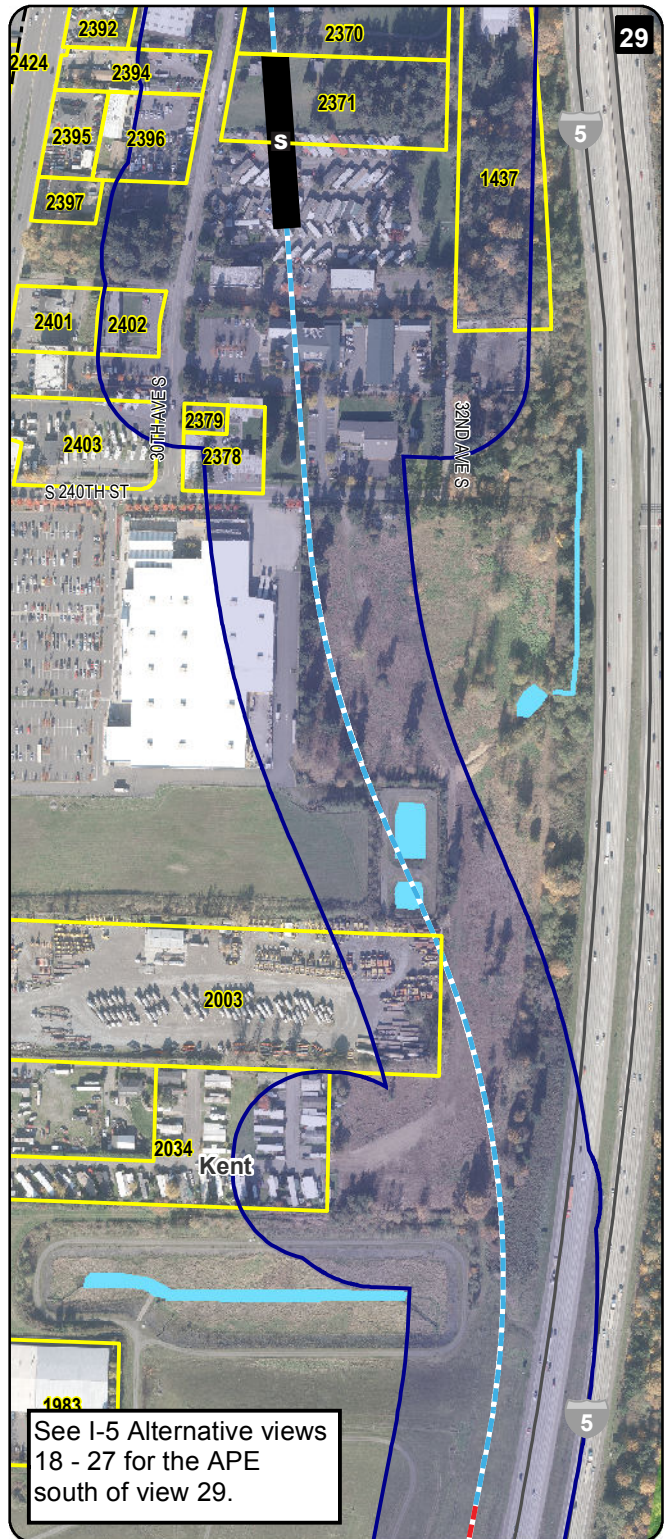 2392
2370
29
2424
2394
2371
5
2395
2396
S
1437
2397
2401
2402
30TH AVE S
2379
32ND AVE S
2403
2378
S 240TH ST
2003
2034
Kent
1983
5
See I-5 Alternative views
18 - 27 for the APE
south of view 29.